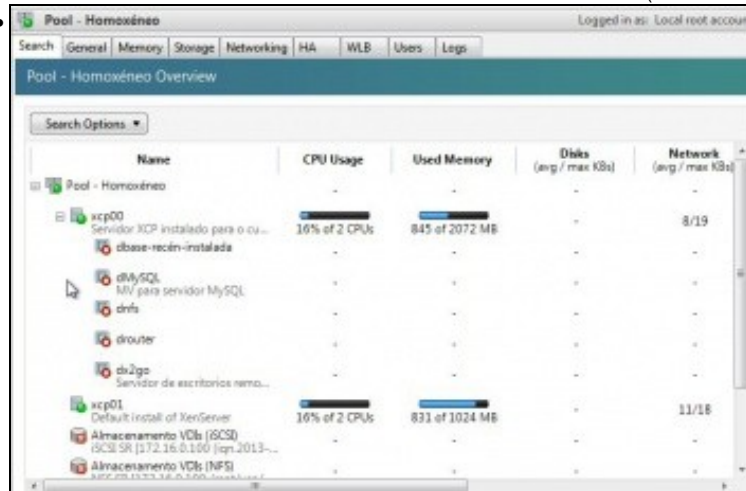 Pool - Homoxéneo
Logged in as: Local root accoun
Search General Memory Storage Networking HA WLB Users Logs
Pool - Homoxéneo Overview
Search Options
Name CPU Usage Used Memory Disks (avg / max KBs) Network (avg / max KBs)
Pool - Homoxéneo - - - -
xcp00
Servidor XCP instalado para o cu... 16% of 2 CPUs 845 of 2072 MB - 8/19
dbase-recén-instalada - - - -
dMySQL
MV para servidor MySQL - - - -
dnfs - - - -
drouter - - - -
dx2go
Servidor de escritorios remo... - - - -
xcp01
Default install of XenServer 16% of 2 CPUs 831 of 1024 MB - 11/18
Almacenamento VDIs (iSCSI)
iSCSI SR [172.16.0.100 (iqn.2013-... - - - -
Almacenamento VDIs (NFS) - - - -